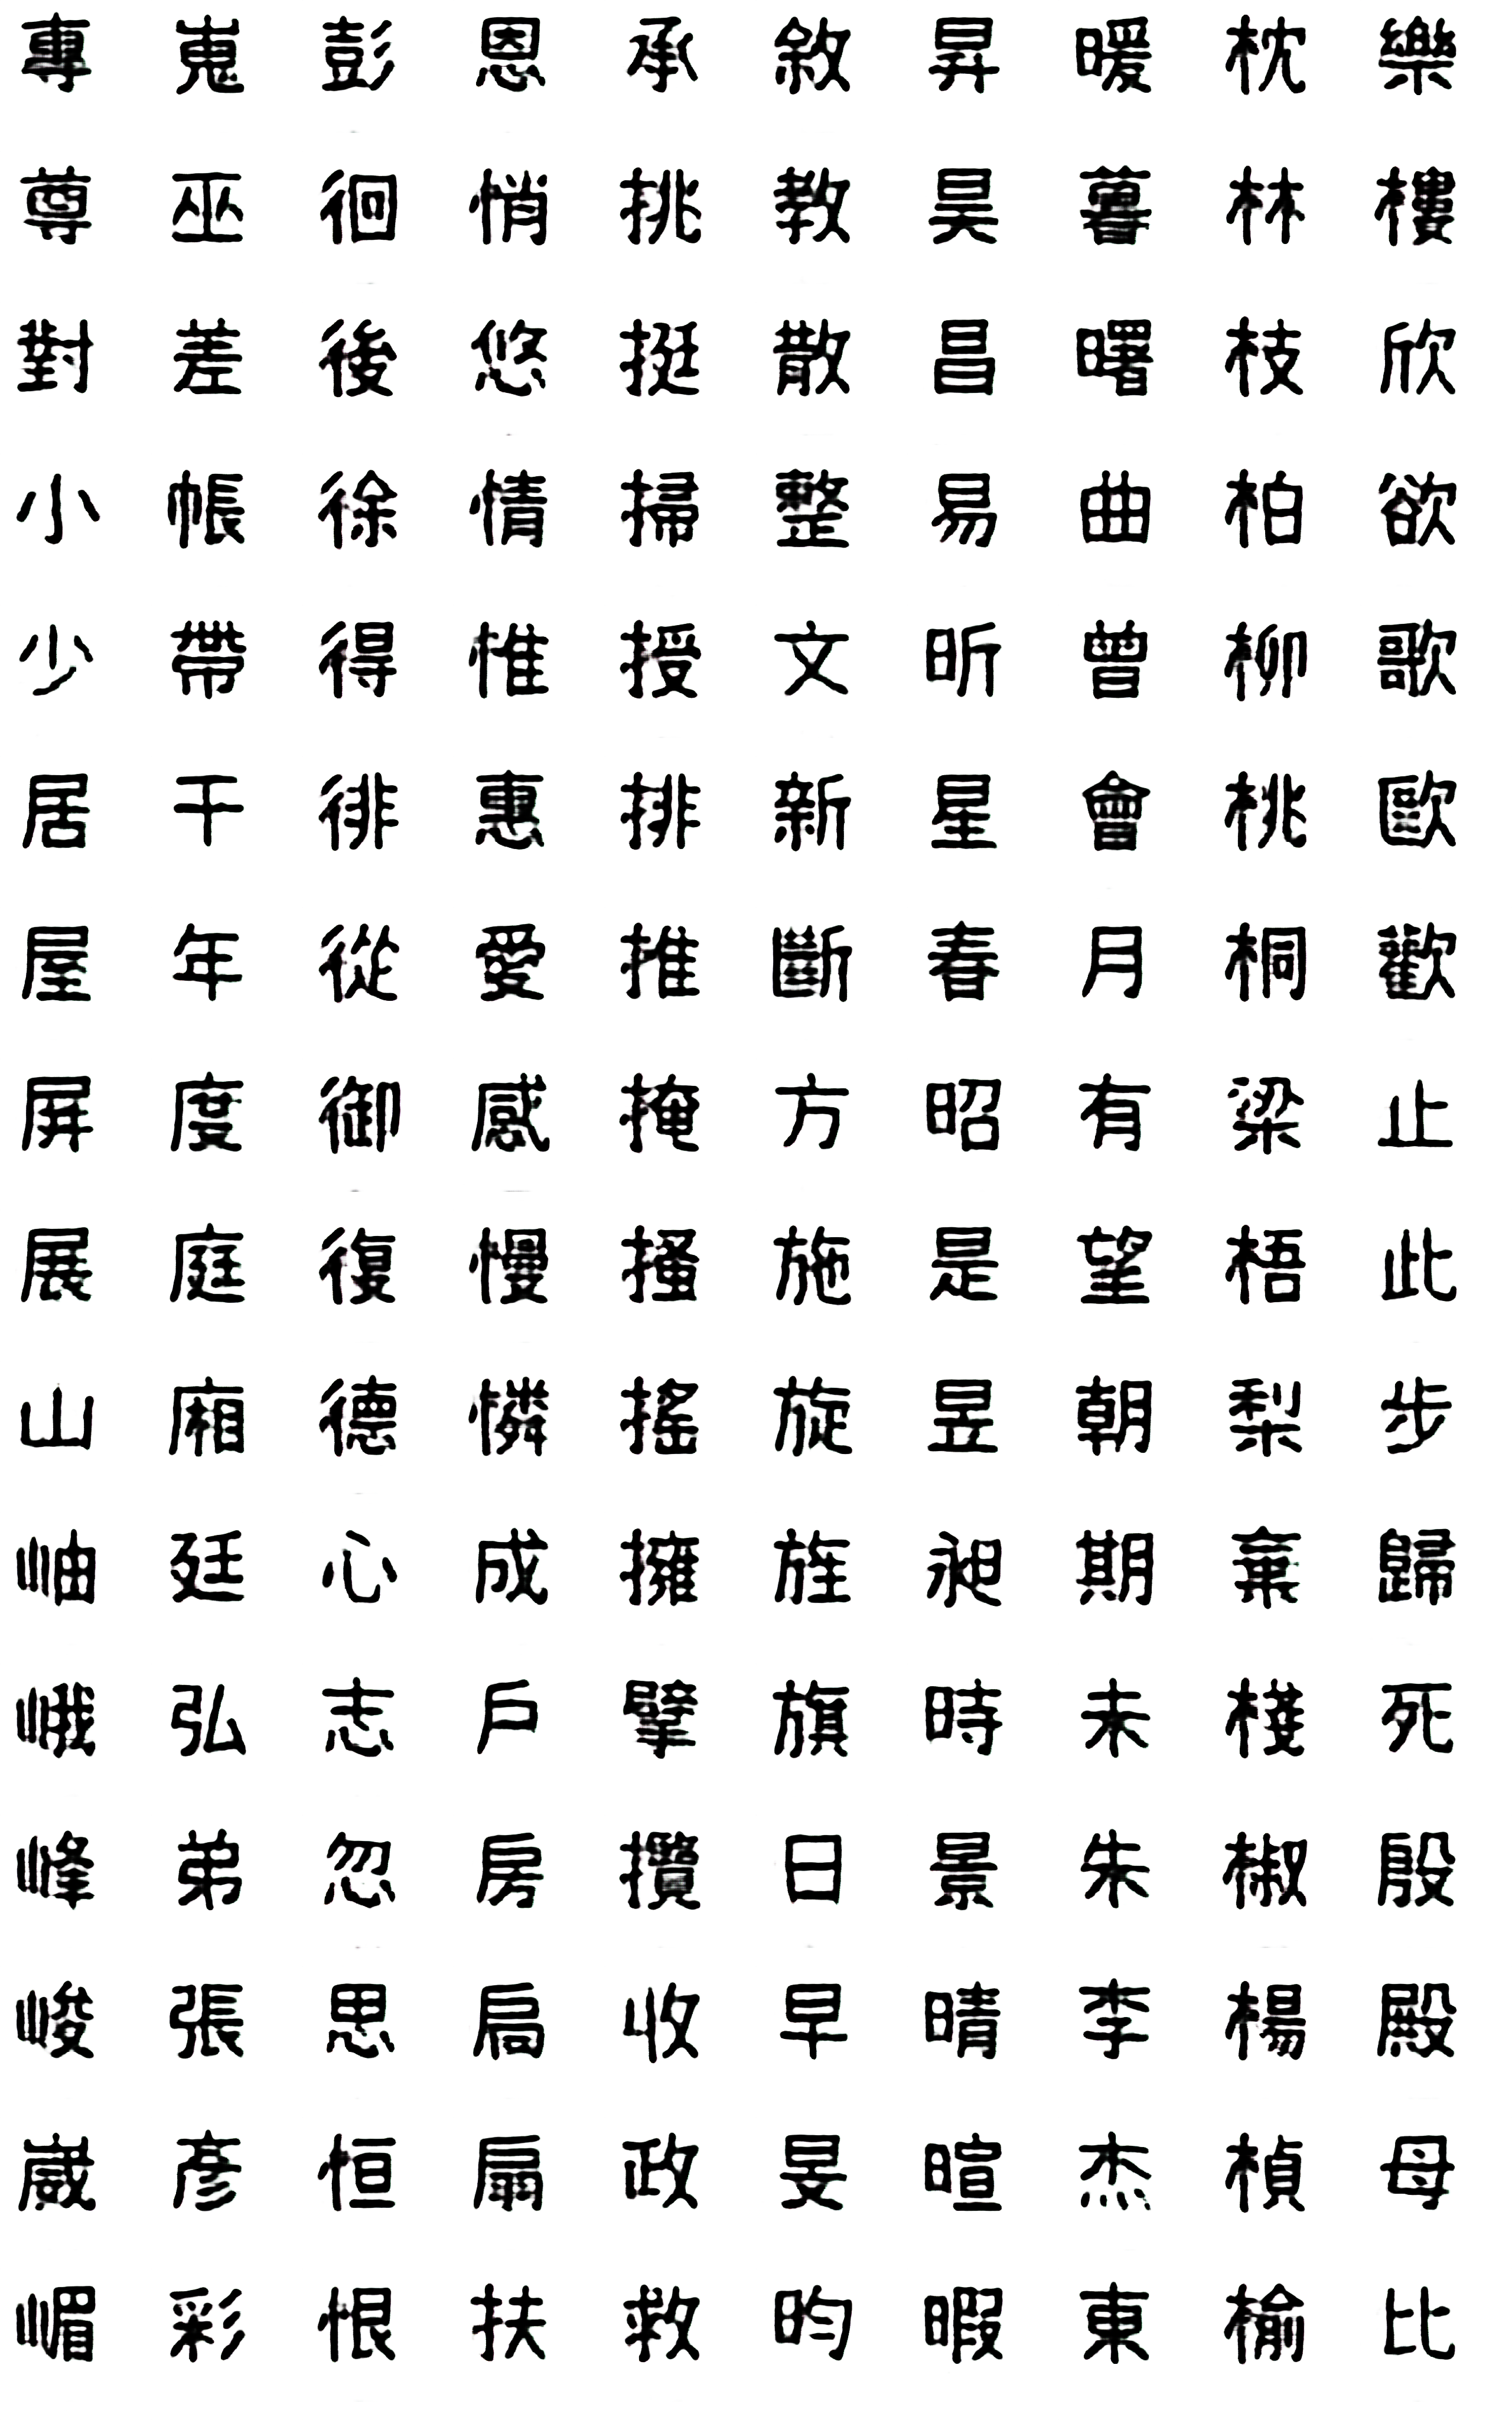 專 嵬 彭 恩 承 敘 昇 暖 枕 樂
尊 巫 徊 悄 挑 教 昊 暮 林 樓
對 差 後 悠 挺 散 昌 曙 枝 欣
小 帳 徐 情 掃 整 易 曲 柏 欲
少 帶 得 惟 授 文 昕 曾 柳 歌
居 干 徘 惠 排 新 星 會 桃 歐
屋 年 從 愛 推 斷 春 月 桐 歡
屏 度 御 感 掩 方 昭 有 梁 止
展 庭 復 慢 搔 施 是 望 梧 此
山 廂 德 憐 搖 旋 昱 朝 梨 步
岫 廷 心 成 擁 旌 昶 期 棄 歸
峨 弘 志 戶 擘 旗 時 未 棧 死
峰 弟 忽 房 攢 日 景 朱 椒 殷
峻 張 思 扃 收 早 晴 李 楊 殿
崴 彥 恒 扇 政 旻 暄 杰 楨 母
嵋 彩 恨 扶 救 昀 暇 東 榆 比